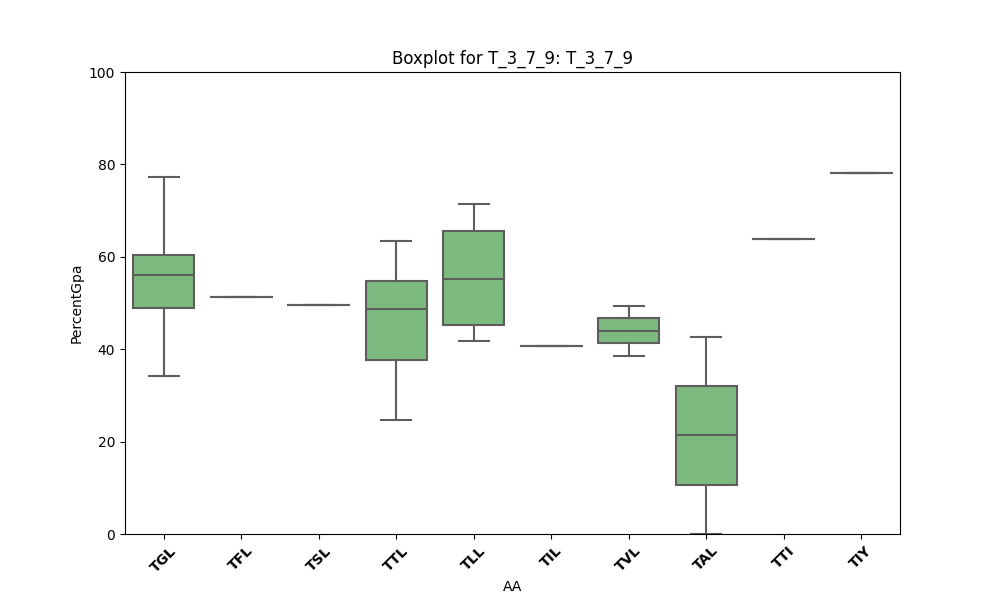 Boxplot for T_3_7_9: T_3_7_9
100
80
60
40
20
0
PercentGpa
TGL TFL TSL TTL TLL TIL TVL TAL TTI TIY
AA